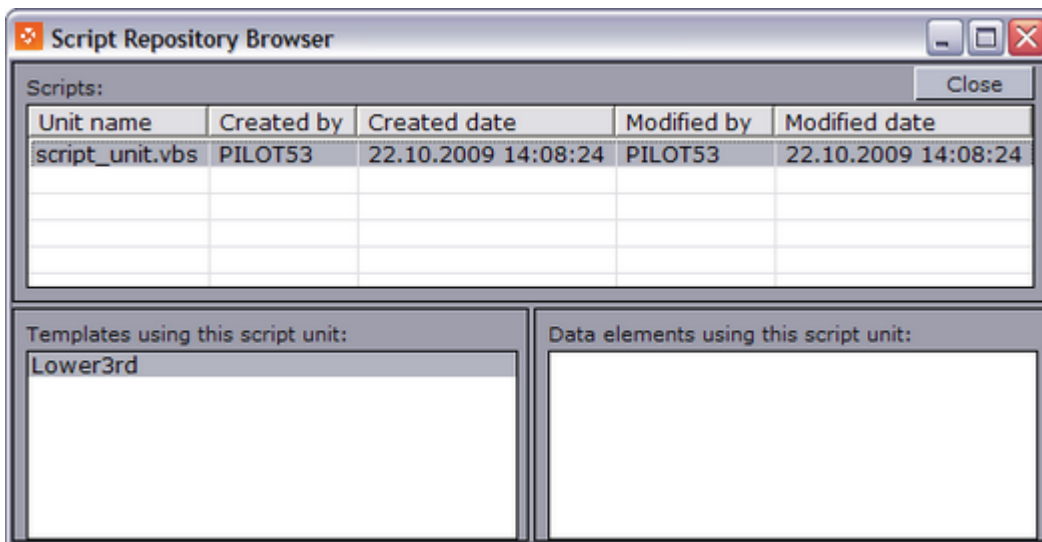 Script Repository Browser
Scripts:
Close
Unit name Created by Created date Modified by Modified date
script_unit.vbs PILOT53 22.10.2009 14:08:24 PILOT53 22.10.2009 14:08:24
Templates using this script unit:
Lower3rd
Data elements using this script unit: